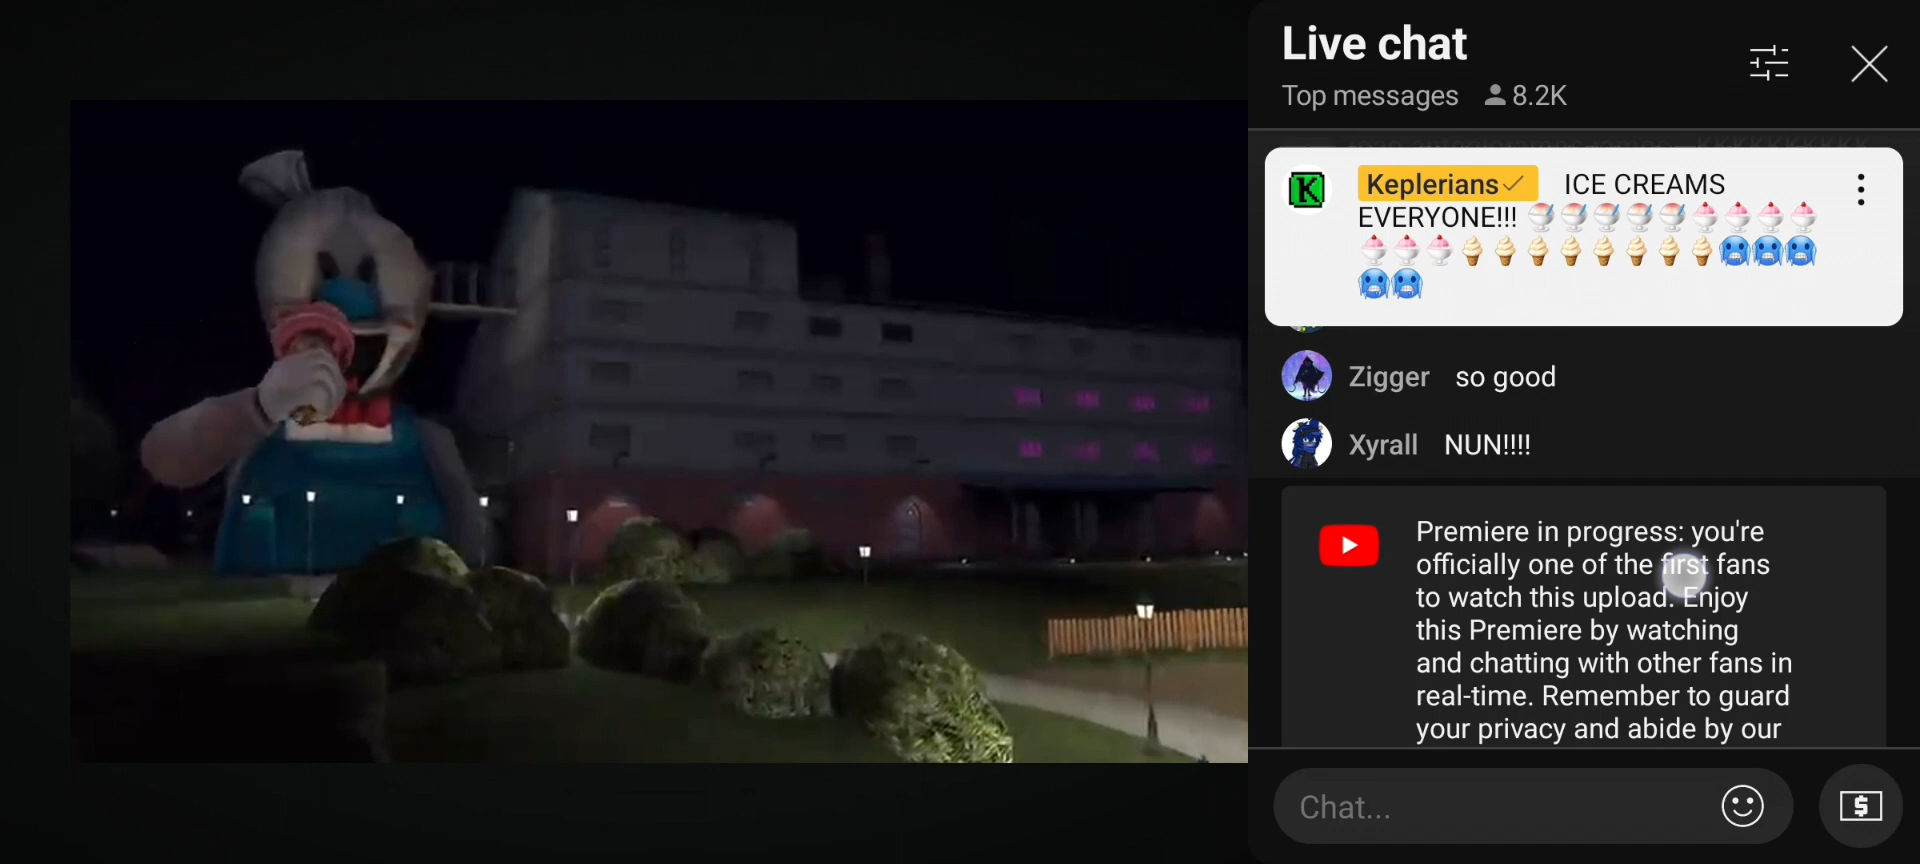 Live chat
Top messages 8.2K
Keplerians ICE CREAMS
EVERYONE!!! 🍧🍧🍧🍧🍧🍨🍨🍨🍨
🍨🍨🍨🍦🍦🍦🍦🍦🍦🍦🍦🥶🥶🥶
🥶🥶
Zigger so good
Xyrall NUN!!!!
Premiere in progress: you're
officially one of the first fans
to watch this upload. Enjoy
this Premiere by watching
and chatting with other fans in
real-time. Remember to guard
your privacy and abide by our
Chat...